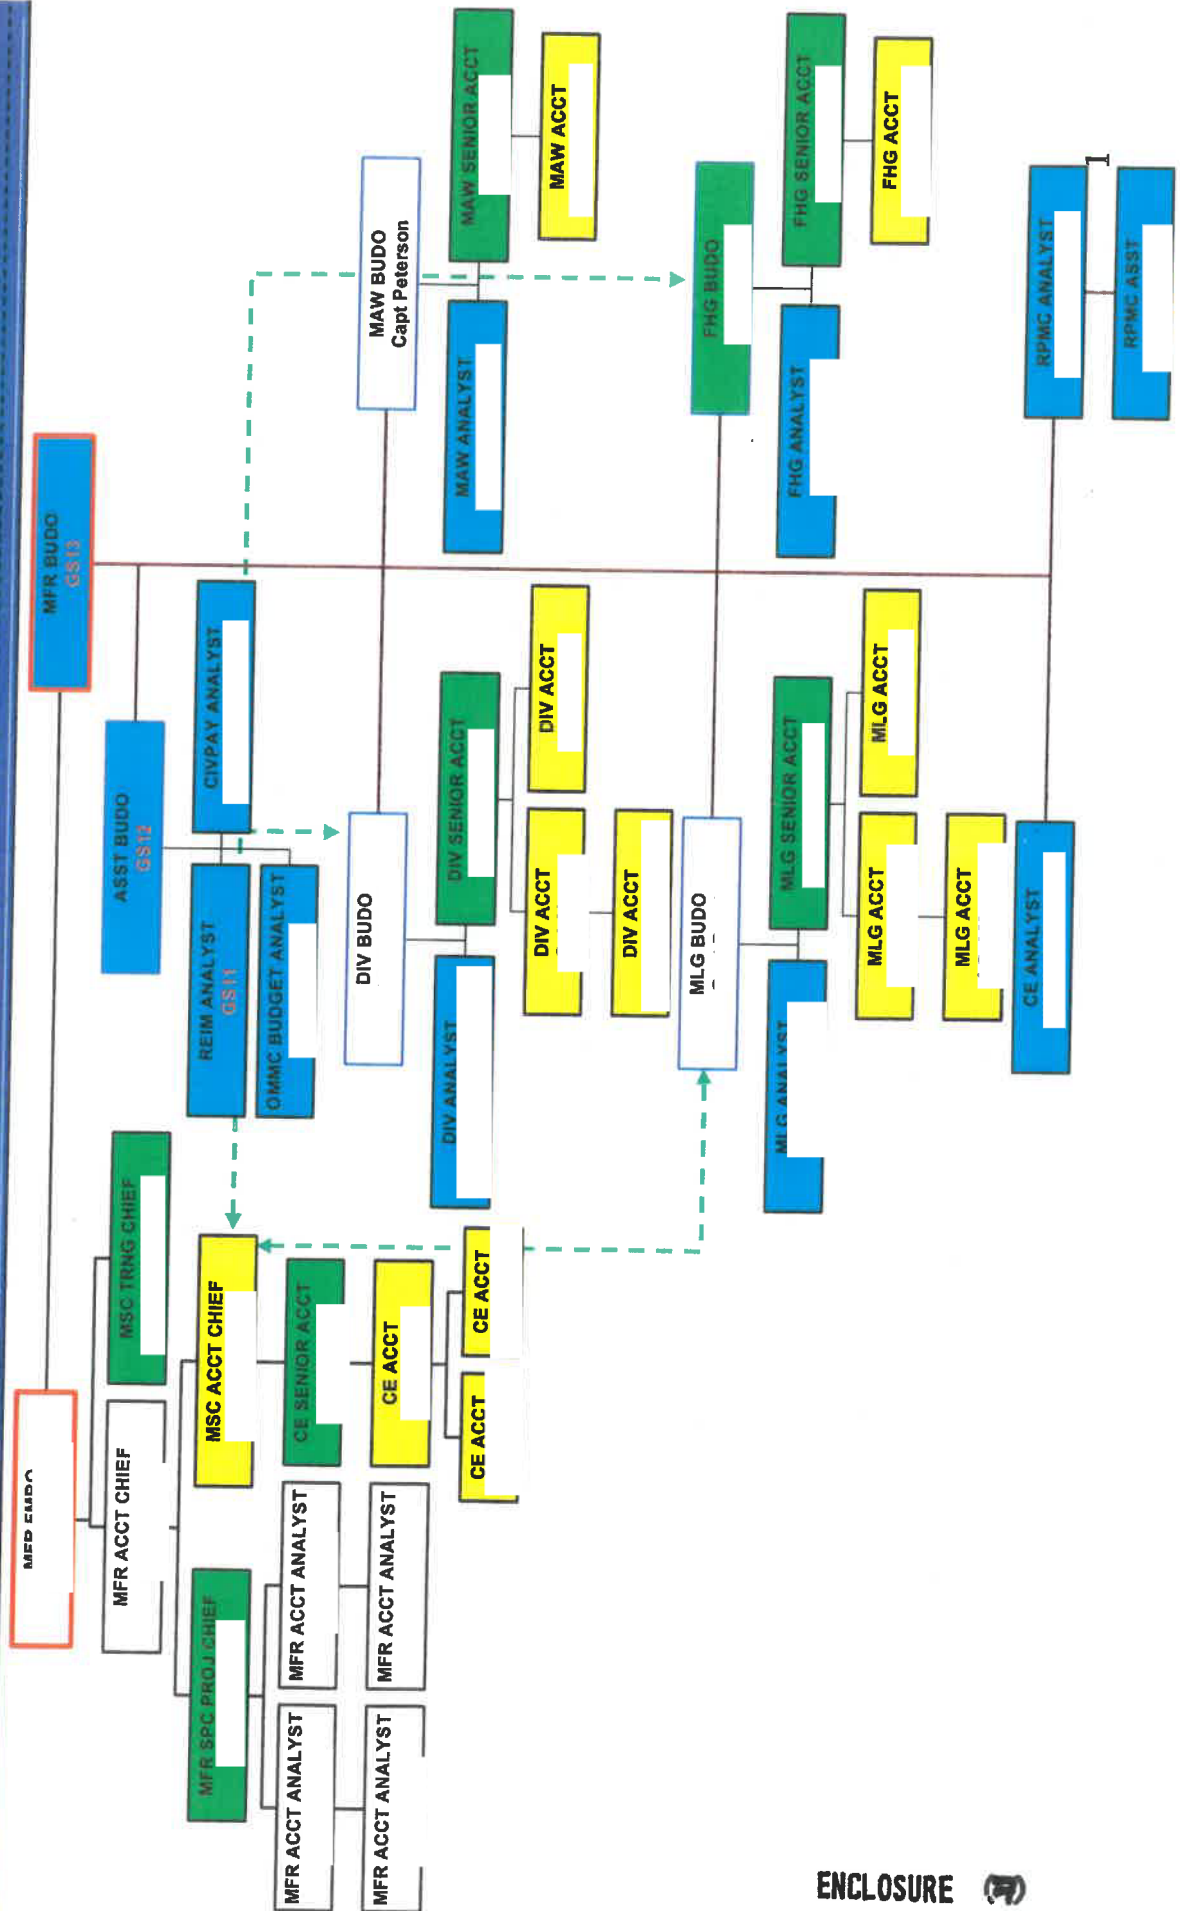 MFR BUDO
GS13
ASST BUDO
GS12
MSC TRNG CHIEF
MFR ACCT CHIEF
CIVPAY ANALYST
REIM ANALYST
GS11
OMMC BUDGET ANALYST
MSC ACCT CHIEF
MFR SPC PROJ CHIEF
CE SENIOR ACCT
MFR ACCT ANALYST
MFR ACCT ANALYST
CE ACCT
MFR ACCT ANALYST
MFR ACCT ANALYST
CE ACCT
CE ACCT
DIV BUDO
MAW BUDO
Capt Peterson
DIV ANALYST
DIV SENIOR ACCT
MAW ANALYST
MAW SENIOR ACCT
DIV ACCT
DIV ACCT
MAW ACCT
DIV ACCT
MLG BUDO
FHG BUDO
MLG ANALYST
MLG SENIOR ACCT
FHG ANALYST
FHG SENIOR ACCT
MLG ACCT
MLG ACCT
FHG ACCT
MLG ACCT
CE ANALYST
RPMC ANALYST
RPMC ASST
1
ENCLOSURE